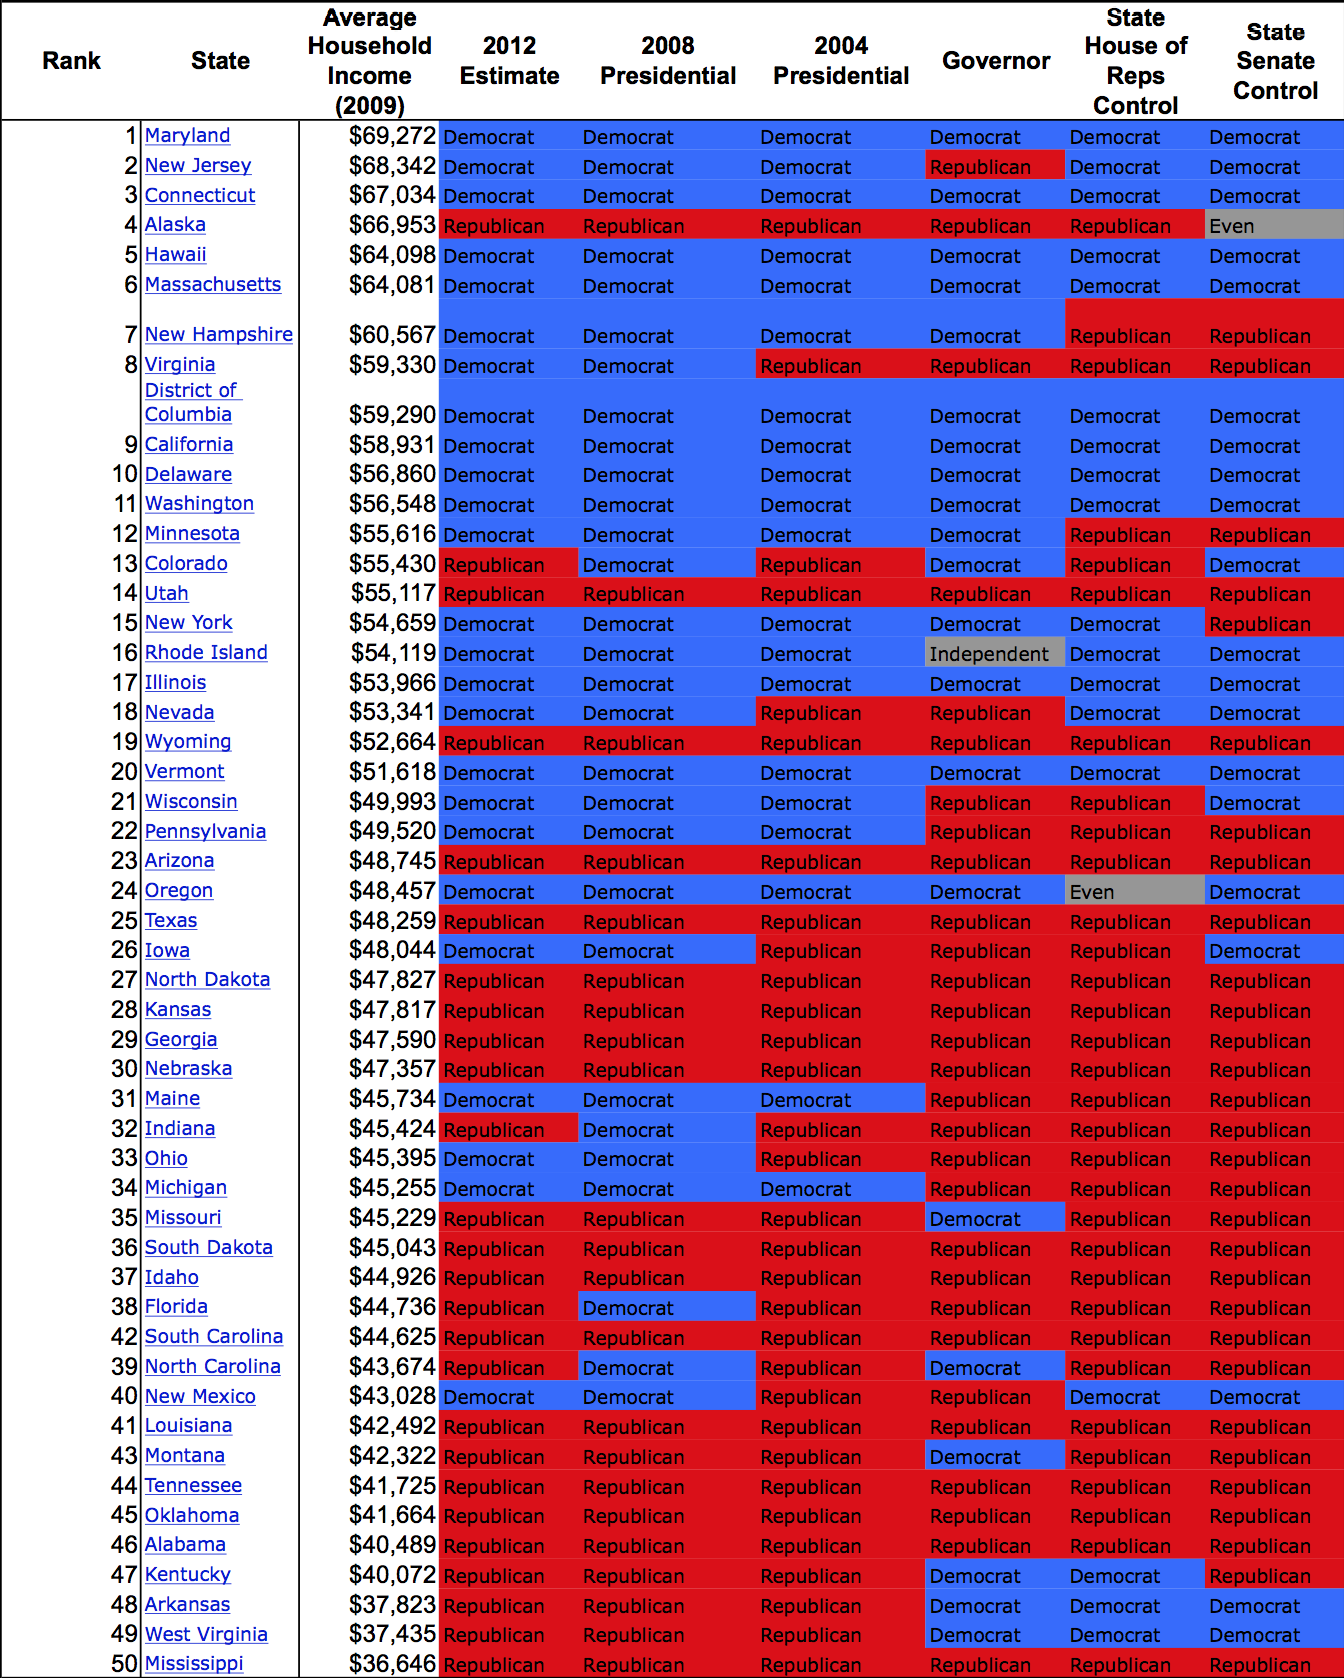 Rank State Average Household Income (2009) 2012 Estimate 2008 Presidential 2004 Presidential Governor State House of Reps Control State Senate Control
1 Maryland $69,272 Democrat Democrat Democrat Democrat Democrat Democrat
2 New Jersey $68,342 Democrat Democrat Democrat Republican Democrat Democrat
3 Connecticut $67,034 Democrat Democrat Democrat Democrat Democrat Democrat
4 Alaska $66,953 Republican Republican Republican Republican Republican Even
5 Hawaii $64,098 Democrat Democrat Democrat Democrat Democrat Democrat
6 Massachusetts $64,081 Democrat Democrat Democrat Democrat Democrat Democrat
7 New Hampshire $60,567 Democrat Democrat Democrat Democrat Republican Republican
8 Virginia $59,330 Democrat Democrat Republican Republican Republican Republican
District of Columbia $59,290 Democrat Democrat Democrat Democrat Democrat Democrat
9 California $58,931 Democrat Democrat Democrat Democrat Democrat Democrat
10 Delaware $56,860 Democrat Democrat Democrat Democrat Democrat Democrat
11 Washington $56,548 Democrat Democrat Democrat Democrat Democrat Democrat
12 Minnesota $55,616 Democrat Democrat Democrat Democrat Republican Republican
13 Colorado $55,430 Republican Democrat Republican Democrat Republican Democrat
14 Utah $55,117 Republican Republican Republican Republican Republican Republican
15 New York $54,659 Democrat Democrat Democrat Democrat Democrat Republican
16 Rhode Island $54,119 Democrat Democrat Democrat Independent Democrat Democrat
17 Illinois $53,966 Democrat Democrat Democrat Democrat Democrat Democrat
18 Nevada $53,341 Democrat Democrat Republican Republican Democrat Democrat
19 Wyoming $52,664 Republican Republican Republican Republican Republican Republican
20 Vermont $51,618 Democrat Democrat Democrat Democrat Democrat Democrat
21 Wisconsin $49,993 Democrat Democrat Democrat Republican Republican Democrat
22 Pennsylvania $49,520 Democrat Democrat Democrat Republican Republican Republican
23 Arizona $48,745 Republican Republican Republican Republican Republican Republican
24 Oregon $48,457 Democrat Democrat Democrat Democrat Even Democrat
25 Texas $48,259 Republican Republican Republican Republican Republican Republican
26 Iowa $48,044 Democrat Democrat Republican Republican Republican Democrat
27 North Dakota $47,827 Republican Republican Republican Republican Republican Republican
28 Kansas $47,817 Republican Republican Republican Republican Republican Republican
29 Georgia $47,590 Republican Republican Republican Republican Republican Republican
30 Nebraska $47,357 Republican Republican Republican Republican Republican Republican
31 Maine $45,734 Democrat Democrat Democrat Republican Republican Republican
32 Indiana $45,424 Republican Democrat Republican Republican Republican Republican
33 Ohio $45,395 Democrat Democrat Republican Republican Republican Republican
34 Michigan $45,255 Democrat Democrat Democrat Republican Republican Republican
35 Missouri $45,229 Republican Republican Republican Democrat Republican Republican
36 South Dakota $45,043 Republican Republican Republican Republican Republican Republican
37 Idaho $44,926 Republican Republican Republican Republican Republican Republican
38 Florida $44,736 Republican Democrat Republican Republican Republican Republican
42 South Carolina $44,625 Republican Republican Republican Republican Republican Republican
39 North Carolina $43,674 Republican Democrat Republican Democrat Republican Republican
40 New Mexico $43,028 Democrat Democrat Republican Republican Democrat Democrat
41 Louisiana $42,492 Republican Republican Republican Republican Republican Republican
43 Montana $42,322 Republican Republican Republican Democrat Republican Republican
44 Tennessee $41,725 Republican Republican Republican Republican Republican Republican
45 Oklahoma $41,664 Republican Republican Republican Republican Republican Republican
46 Alabama $40,489 Republican Republican Republican Republican Republican Republican
47 Kentucky $40,072 Republican Republican Republican Democrat Democrat Republican
48 Arkansas $37,823 Republican Republican Republican Democrat Democrat Democrat
49 West Virginia $37,435 Republican Republican Republican Democrat Democrat Democrat
50 Mississippi $36,646 Republican Republican Republican Republican Republican Republican